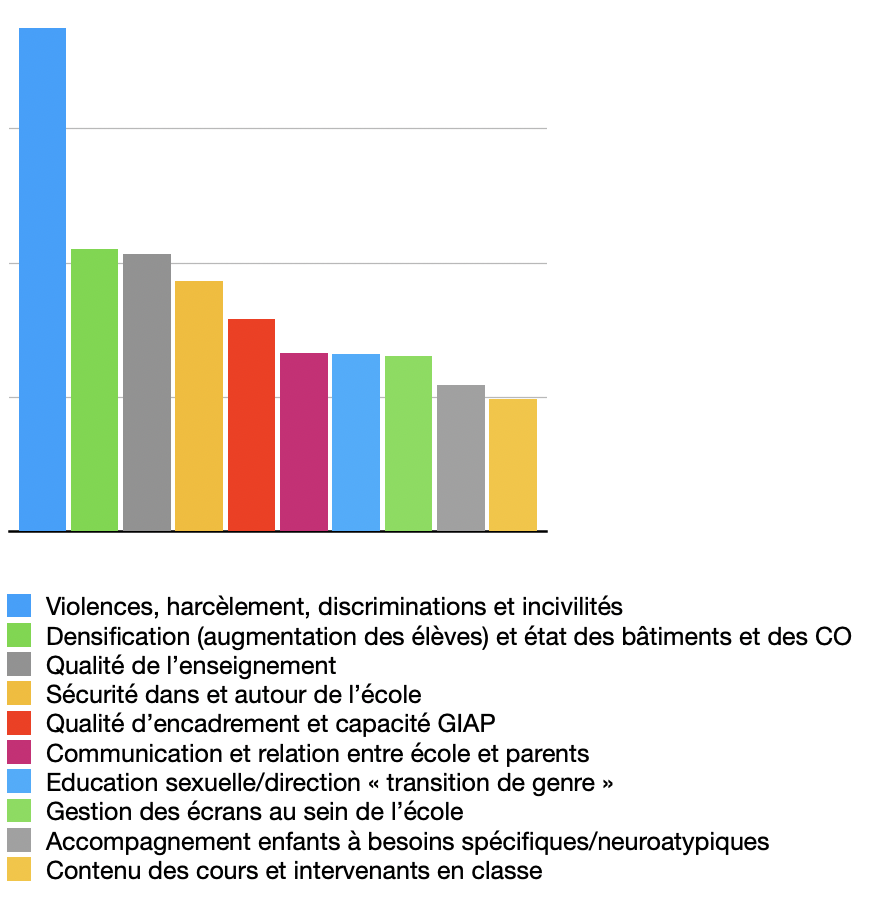 Violences, harcèlement, discriminations et incivilités
Densification (augmentation des élèves) et état des bâtiments et des CO
Qualité de l’enseignement
Sécurité dans et autour de l’école
Qualité d’encadrement et capacité GIAP
Communication et relation entre école et parents
Education sexuelle/direction « transition de genre »
Gestion des écrans au sein de l’école
Accompagnement enfants à besoins spécifiques/neuroatypiques
Contenu des cours et intervenants en classe